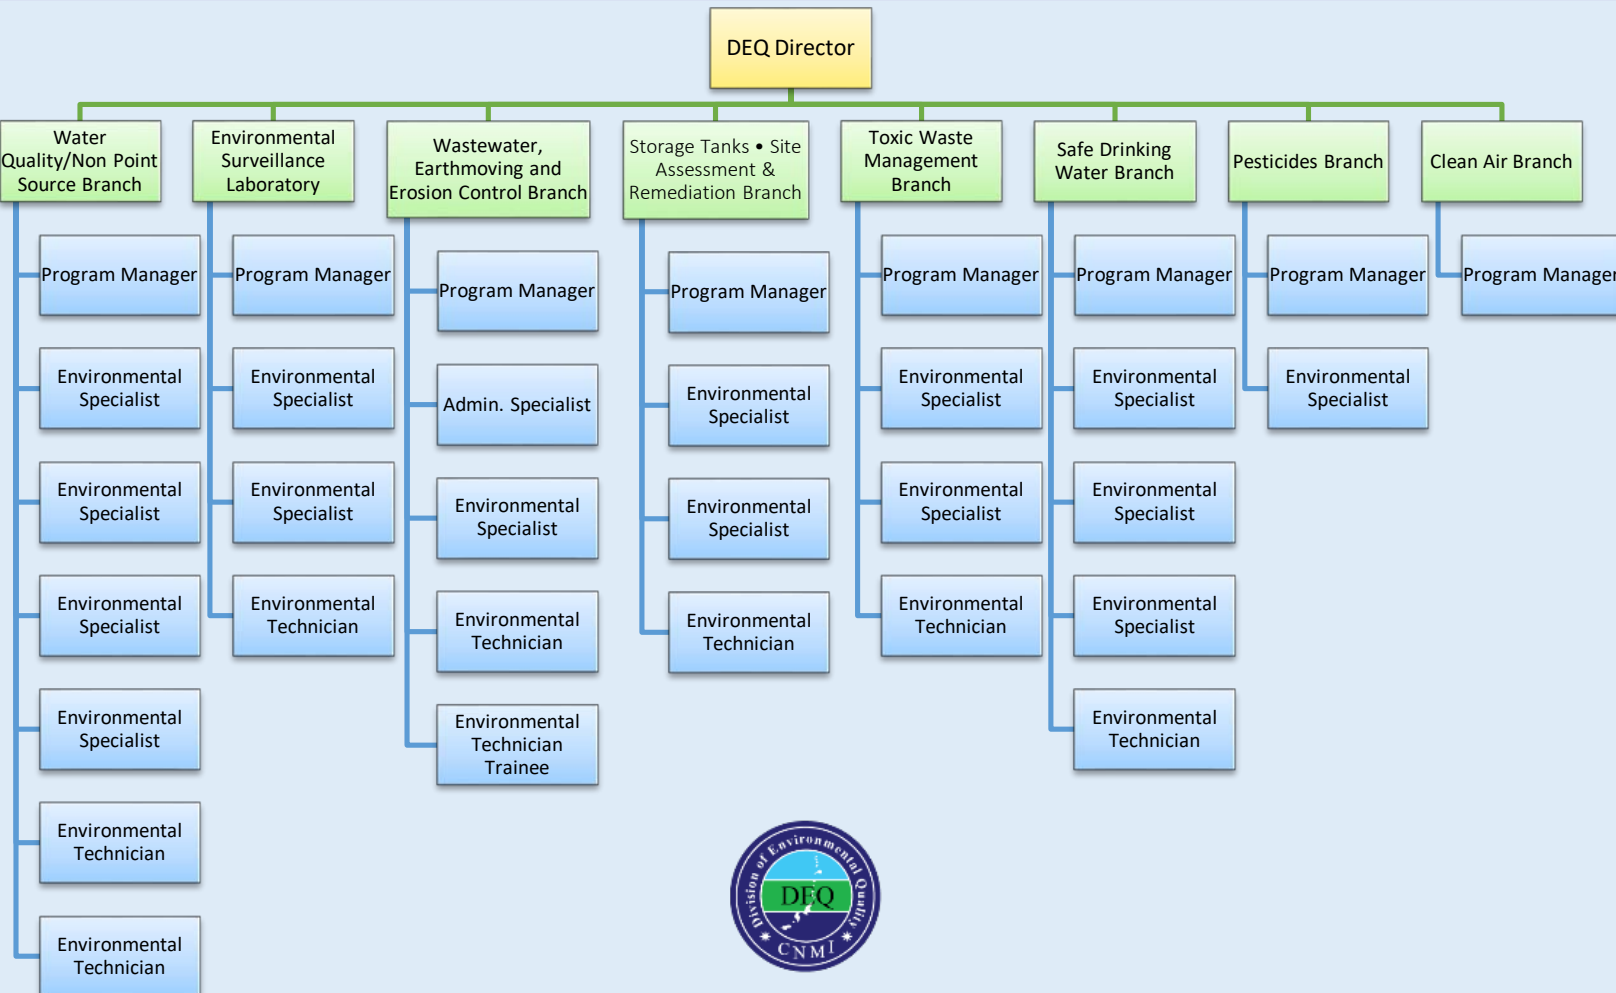 DEQ Director
Water
Quality/Non Point
Source Branch
Program Manager
Environmental
Specialist
Environmental
Specialist
Environmental
Specialist
Environmental
Specialist
Environmental
Technician
Environmental
Technician
Environmental
Surveillance
Laboratory
Program Manager
Environmental
Specialist
Environmental
Specialist
Environmental
Technician
Wastewater,
Earthmoving and
Erosion Control Branch
Program Manager
Admin. Specialist
Environmental
Specialist
Environmental
Technician
Environmental
Technician
Trainee
Storage Tanks • Site
Assessment &
Remediation Branch
Program Manager
Environmental
Specialist
Environmental
Specialist
Environmental
Technician
Toxic Waste
Management
Branch
Program Manager
Environmental
Specialist
Environmental
Specialist
Environmental
Technician
Safe Drinking
Water Branch
Program Manager
Environmental
Specialist
Environmental
Specialist
Environmental
Specialist
Environmental
Technician
Pesticides Branch
Program Manager
Environmental
Specialist
Clean Air Branch
Program Manager
Division of Environmental Quality
DEQ
CNMI